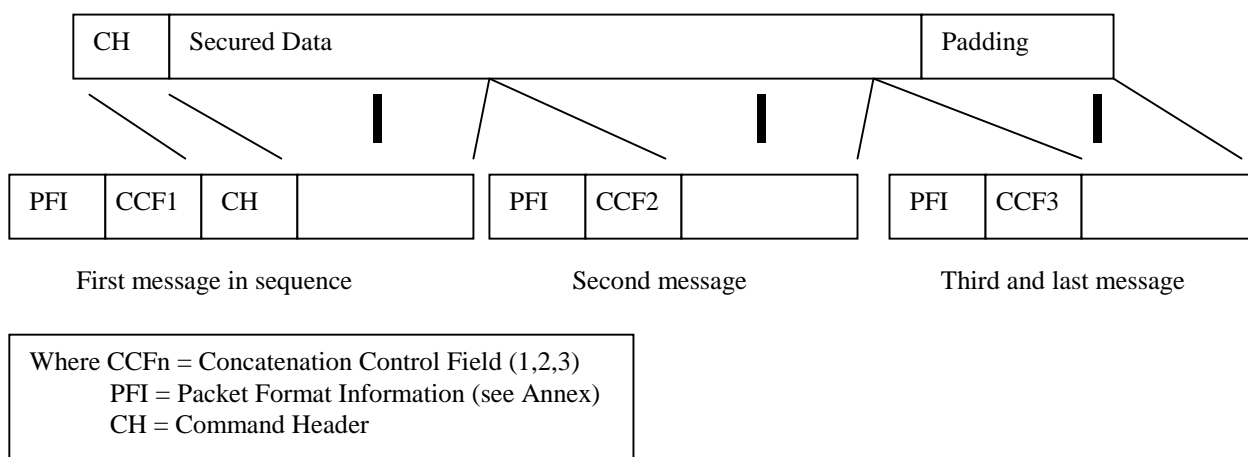 CH Secured Data Padding
PFI CCF1 CH PFI CCF2 PFI CCF3
First message in sequence Second message Third and last message
Where CCFn = Concatenation Control Field (1,2,3)
PFI = Packet Format Information (see Annex)
CH = Command Header